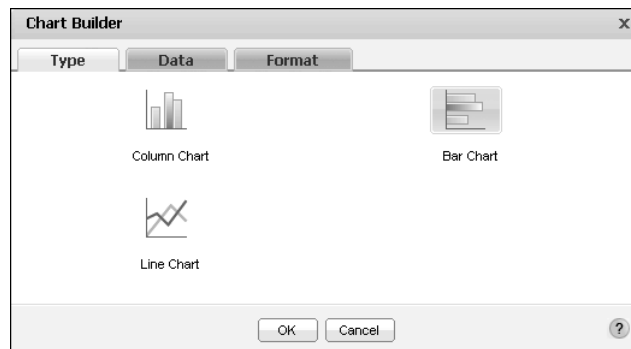 Chart Builder x
Type Data Format
Column Chart Bar Chart
Line Chart
OK Cancel ?